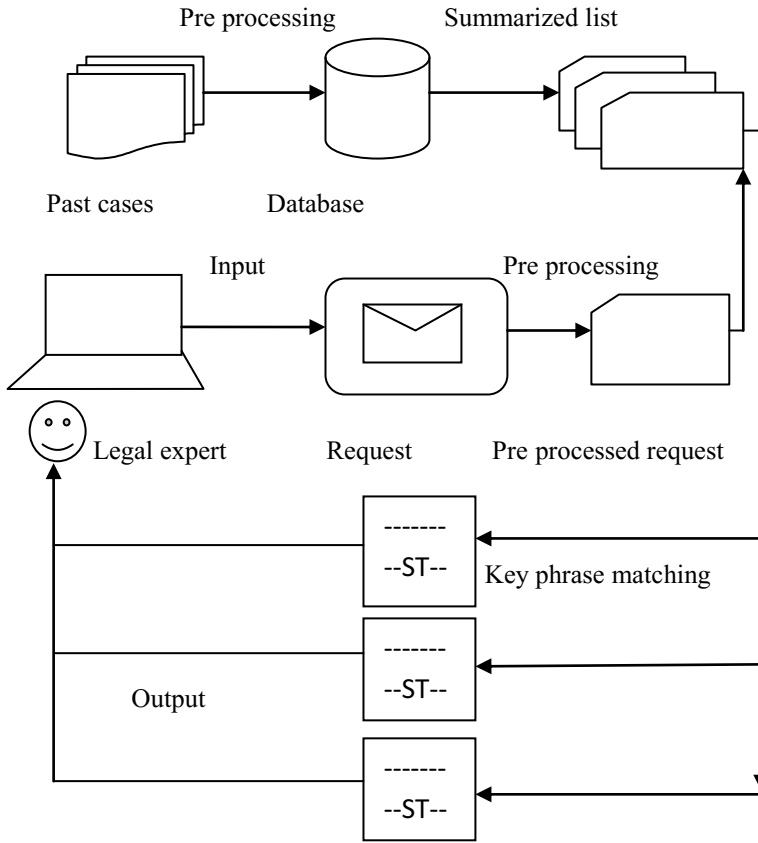 Pre processing
Summarized list
Past cases
Database
Input
Pre processing
Legal expert
Request
Pre processed request
-------
--ST--
Key phrase matching
-------
--ST--
Output
-------
--ST--